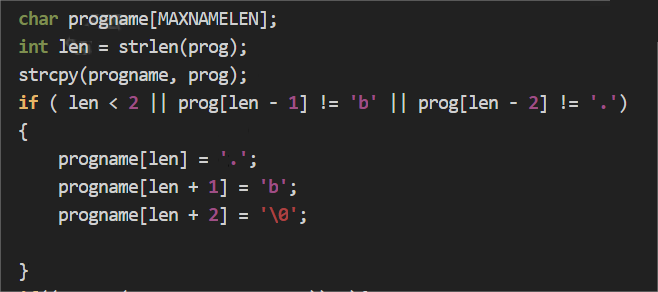 char progname[MAXNAMELEN];
int len = strlen(prog);
strcpy(progname, prog);
if ( len < 2 || prog[len - 1] != 'b' || prog[len - 2] != '.')
{
    progname[len] = '.';
    progname[len + 1] = 'b';
    progname[len + 2] = '\0';
}